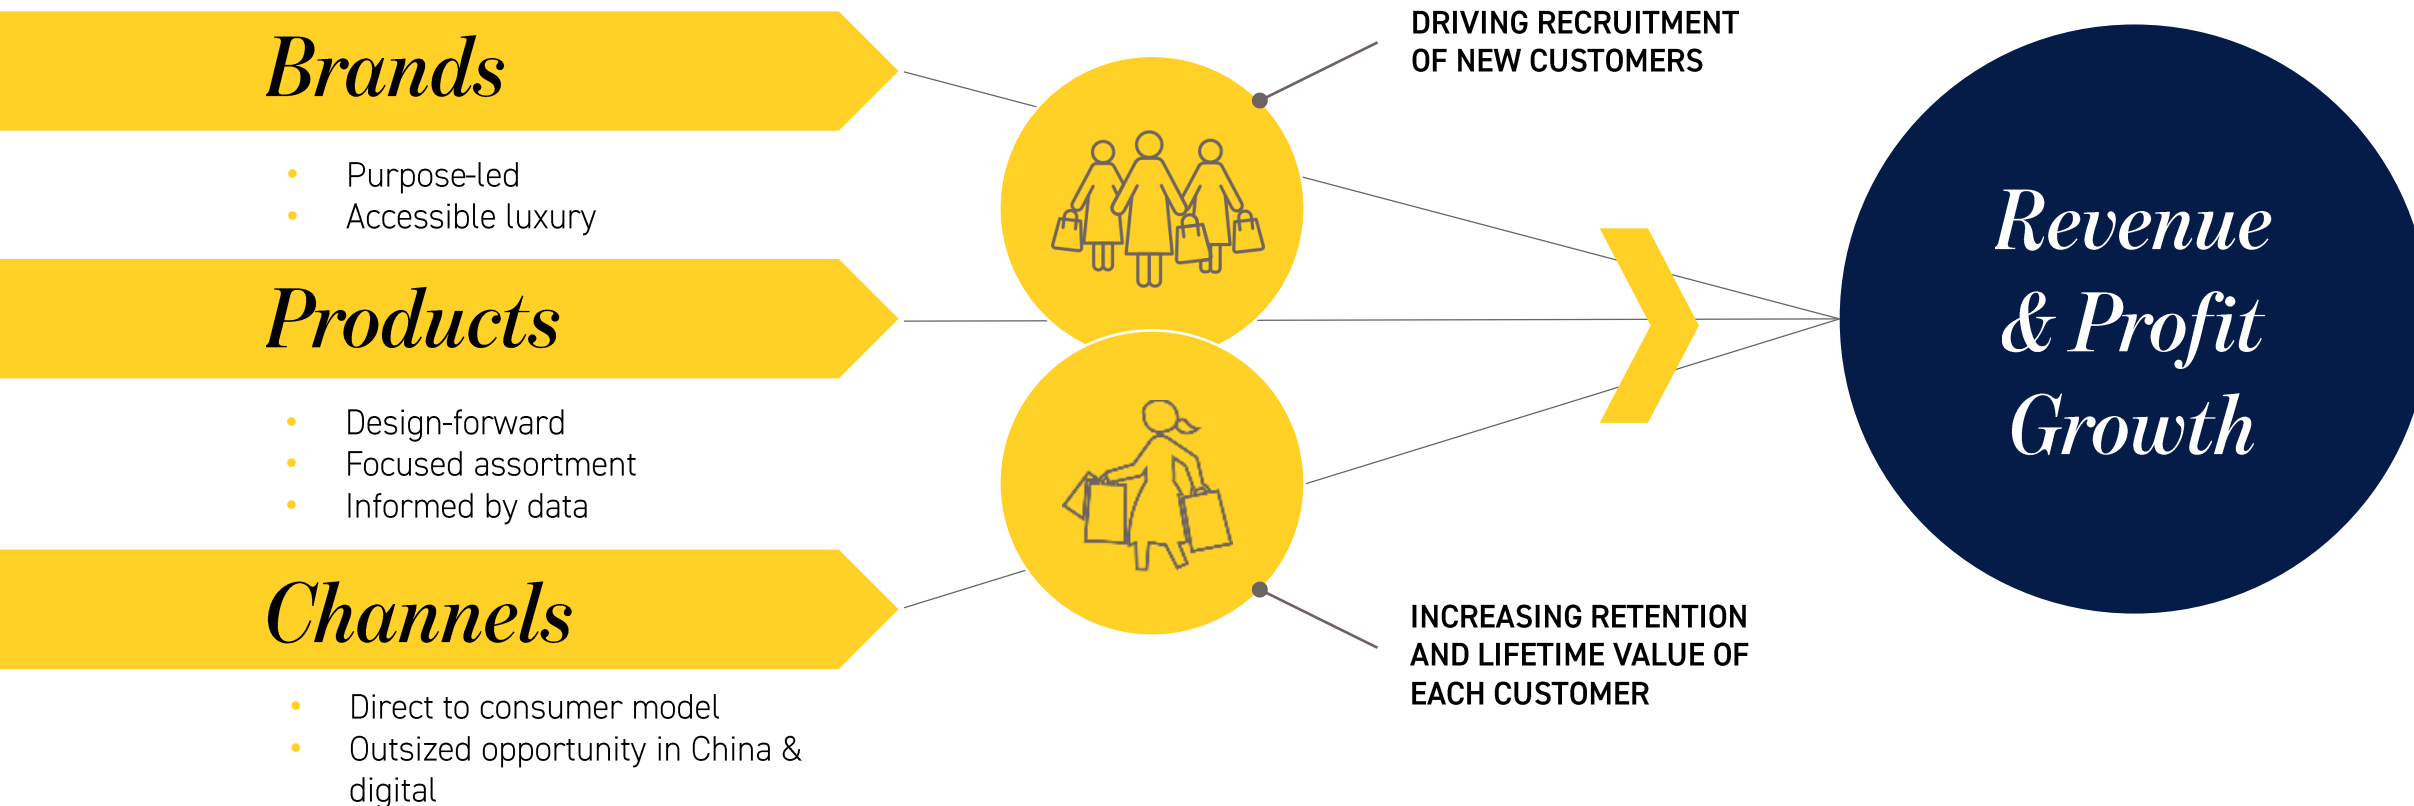 Brands
• Purpose-led
• Accessible luxury
Products
• Design-forward
• Focused assortment
• Informed by data
Channels
• Direct to consumer model
• Outsized opportunity in China &
digital
DRIVING RECRUITMENT
OF NEW CUSTOMERS
INCREASING RETENTION
AND LIFETIME VALUE OF
EACH CUSTOMER
Revenue
& Profit
Growth